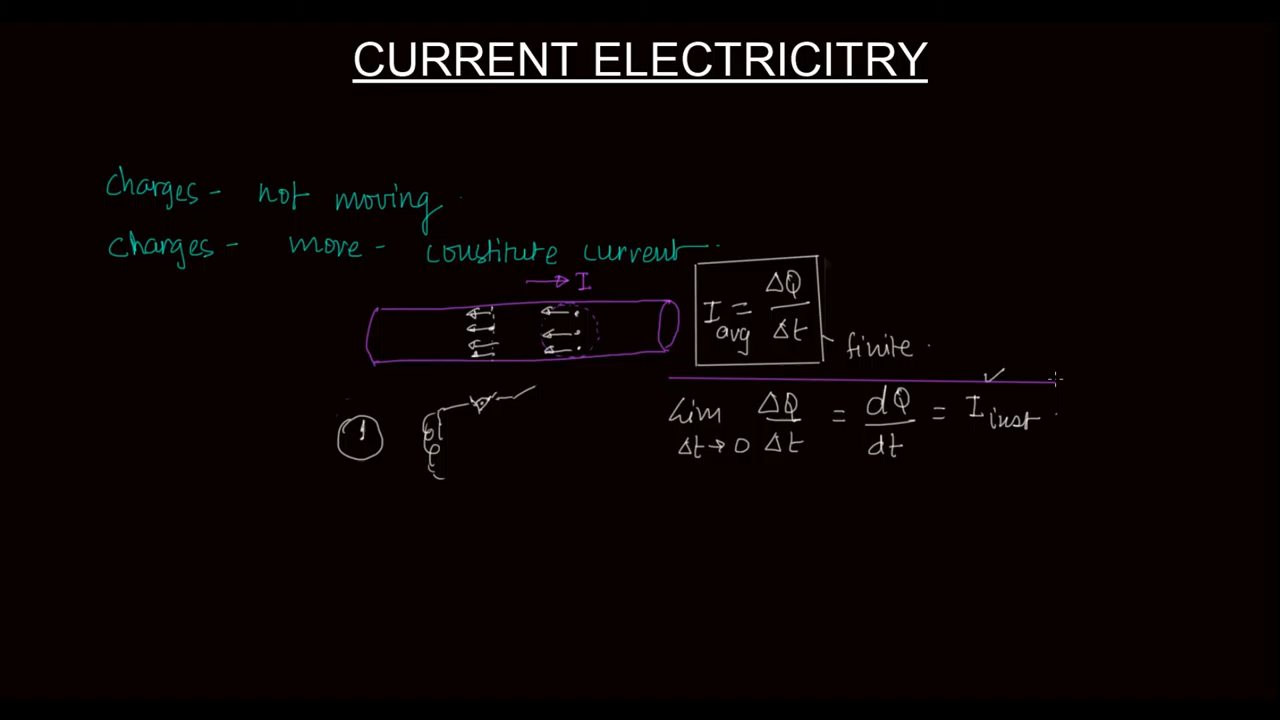 CURRENT ELECTRICITRY
Charges - not moving.
Charges - move - constitute current.
→ I
I avg = ΔQ / Δt
finite.
lim Δt→0 ΔQ / Δt = dQ / dt = I inst.
1